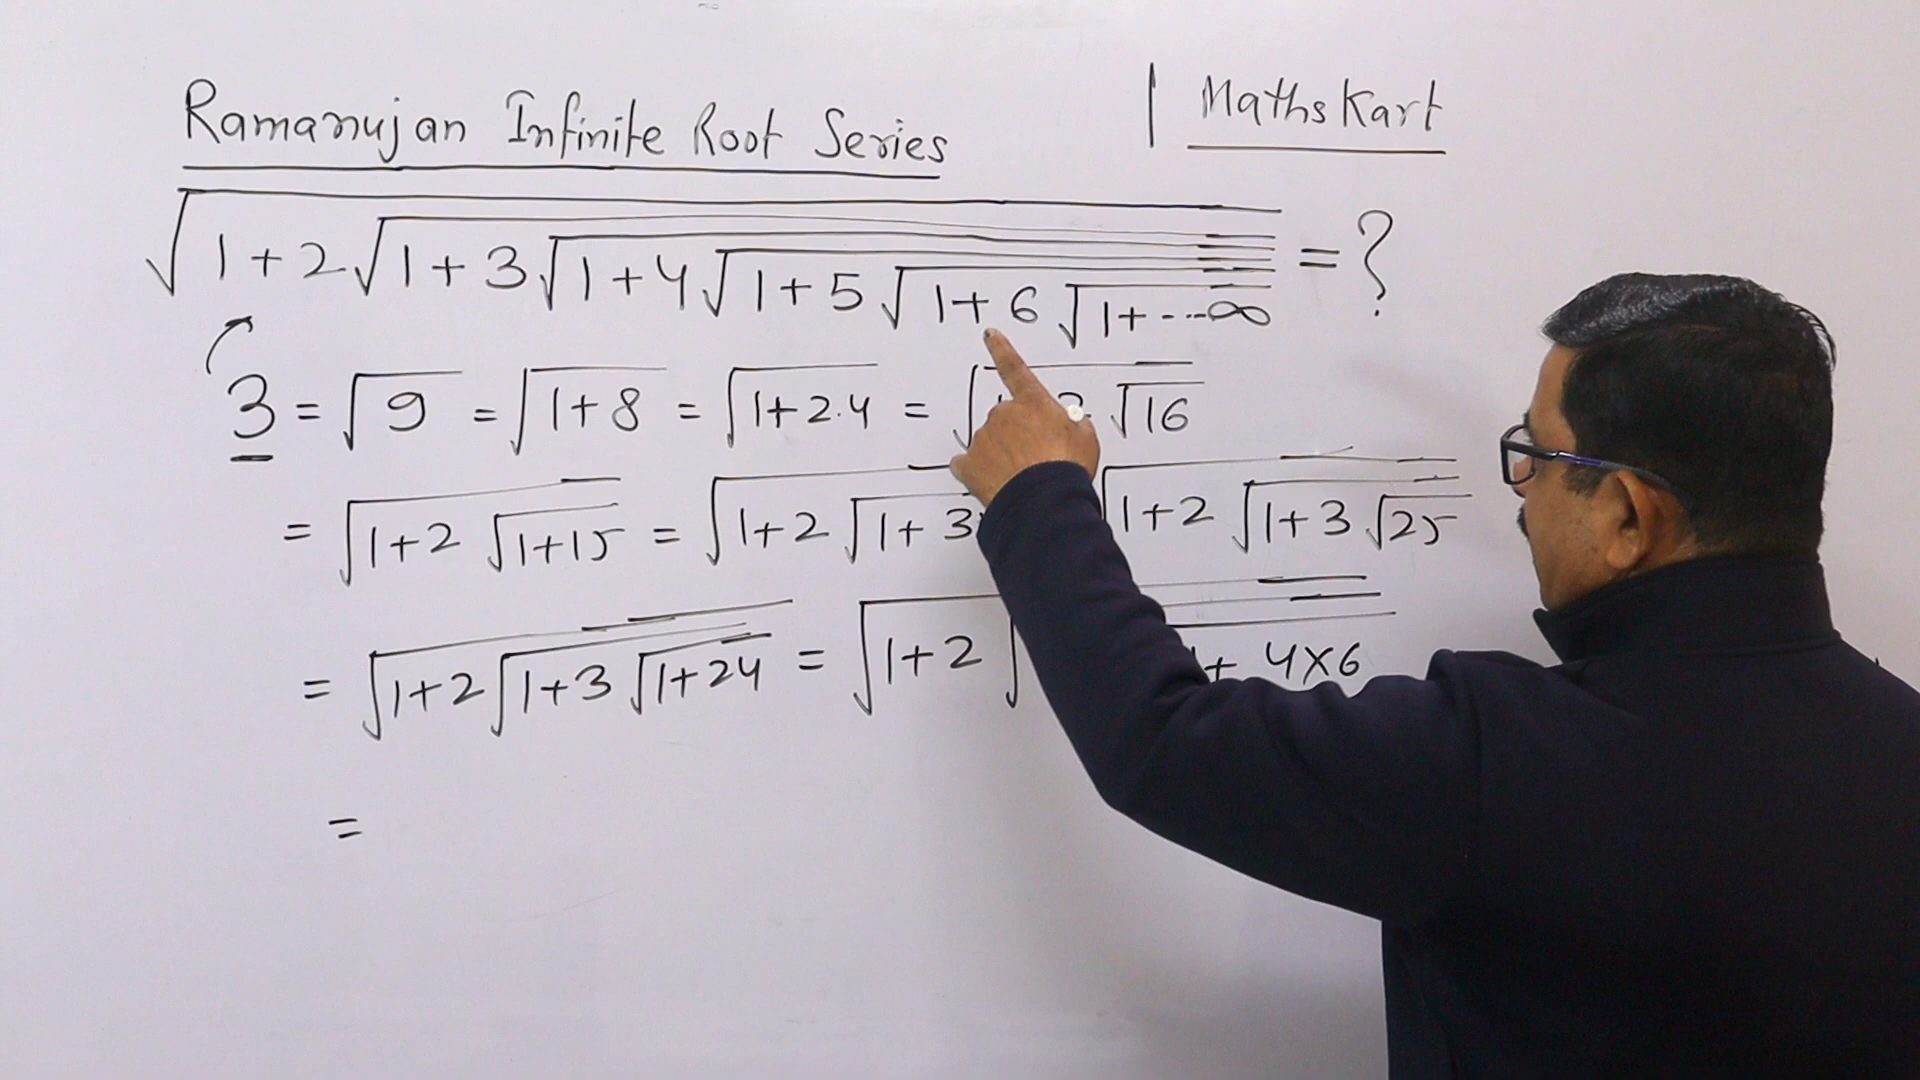 Ramanujan Infinite Root Series | MathsKart
√1+2√1+3√1+4√1+5√1+6√1+---∞ = ?
3 = √9 = √1+8 = √1+2.4 = √ √16
= √1+2√1+15 = √1+2√1+3 √1+2√1+3√25
= √1+2√1+3√1+24 = √1+2√ 1+ 4×6
=